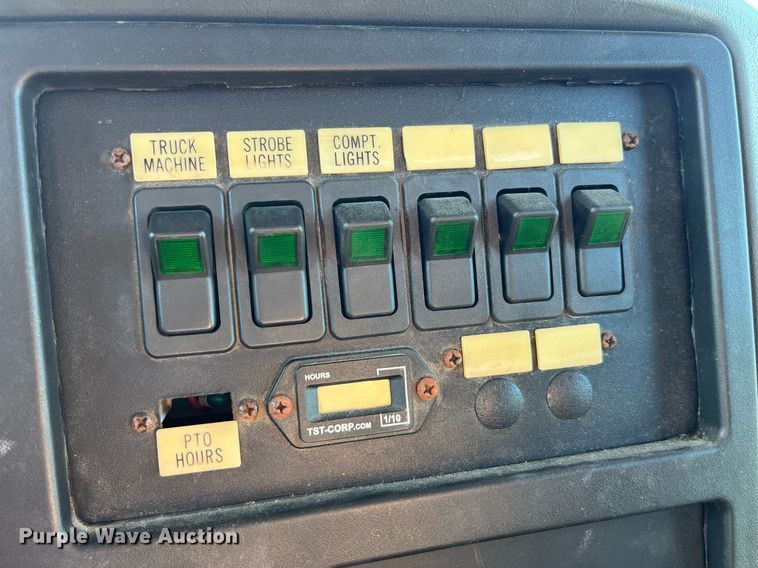 TRUCK
MACHINE
STROBE
LIGHTS
COMPT.
LIGHTS
HOURS
1/10
TST-CORP.COM
PTO
HOURS
Purple Wave Auction